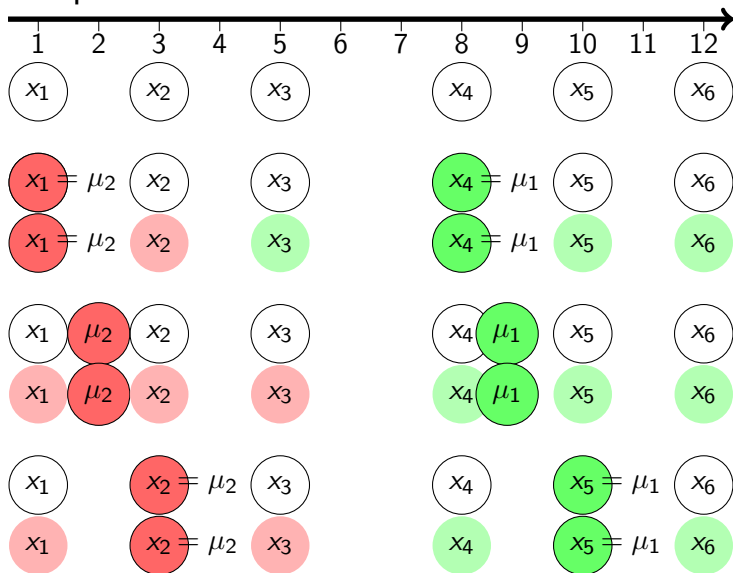 1 2 3 4 5 6 7 8 9 10 11 12
x₁ x₂ x₃ x₄ x₅ x₆
x₁ = μ₂ x₂ x₃ x₄ = μ₁ x₅ x₆
x₁ = μ₂ x₂ x₃ x₄ = μ₁ x₅ x₆
x₁ μ₂ x₂ x₃ x₄ μ₁ x₅ x₆
x₁ μ₂ x₂ x₃ x₄ μ₁ x₅ x₆
x₁ x₂ = μ₂ x₃ x₄ x₅ = μ₁ x₆
x₁ x₂ = μ₂ x₃ x₄ x₅ = μ₁ x₆